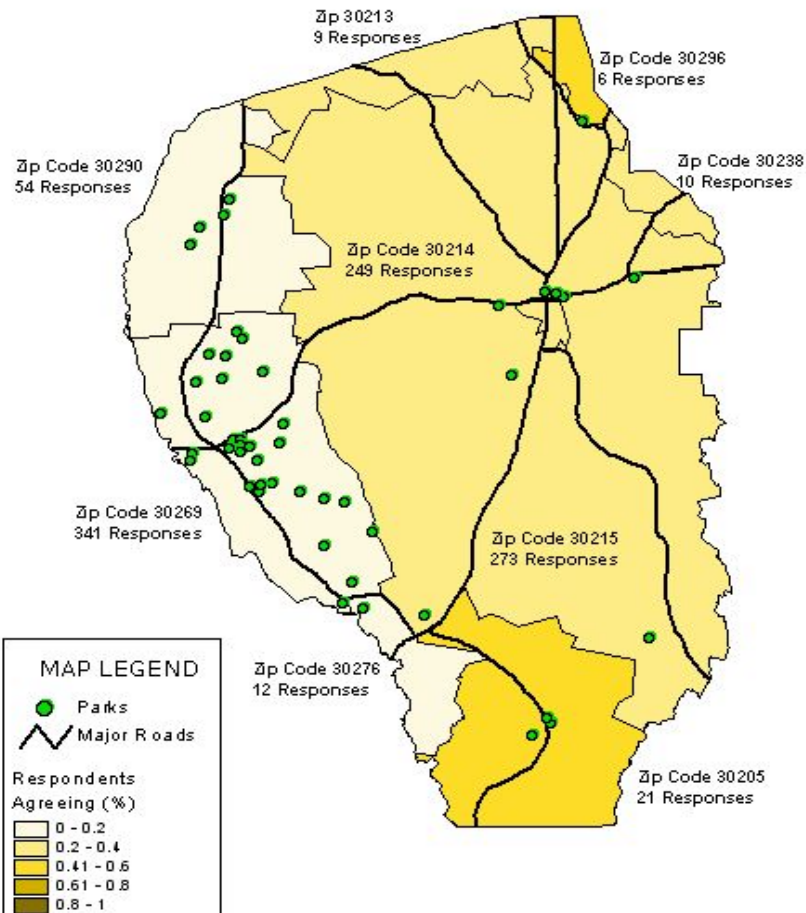 Zip 30213
9 Responses
Zip Code 30296
6 Responses
Zip Code 30290
54 Responses
Zip Code 30238
10 Responses
Zip Code 30214
249 Responses
Zip Code 30269
341 Responses
Zip Code 30215
273 Responses
Zip Code 30276
12 Responses
Zip Code 30205
21 Responses
MAP LEGEND
Parks
Major Roads
Respondents
Agreeing (%)
0 - 0.2
0.2 - 0.4
0.41 - 0.6
0.61 - 0.8
0.8 - 1